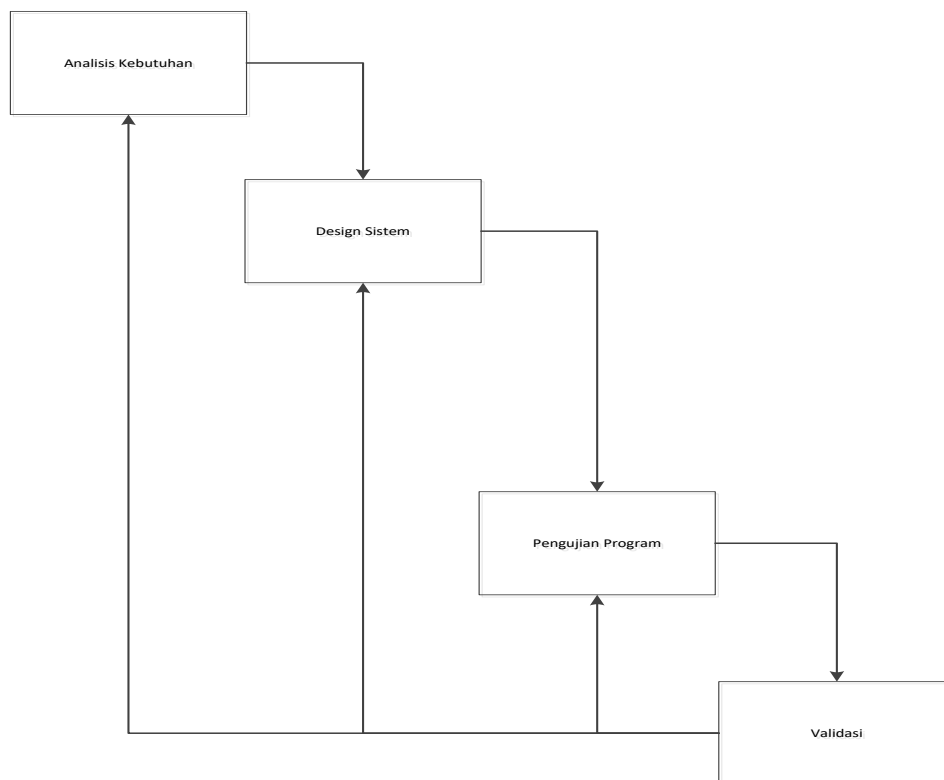 Analisis Kebutuhan
Design Sistem
Pengujian Program
Validasi